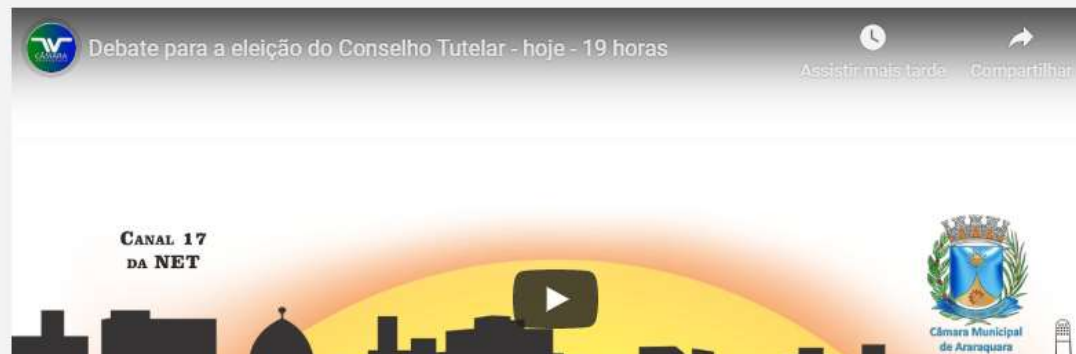 Debate para a eleição do Conselho Tutelar - hoje - 19 horas
Assistir mais tarde
Compartilhar
CANAL 17
DA NET
Câmara Municipal
de Araraquara